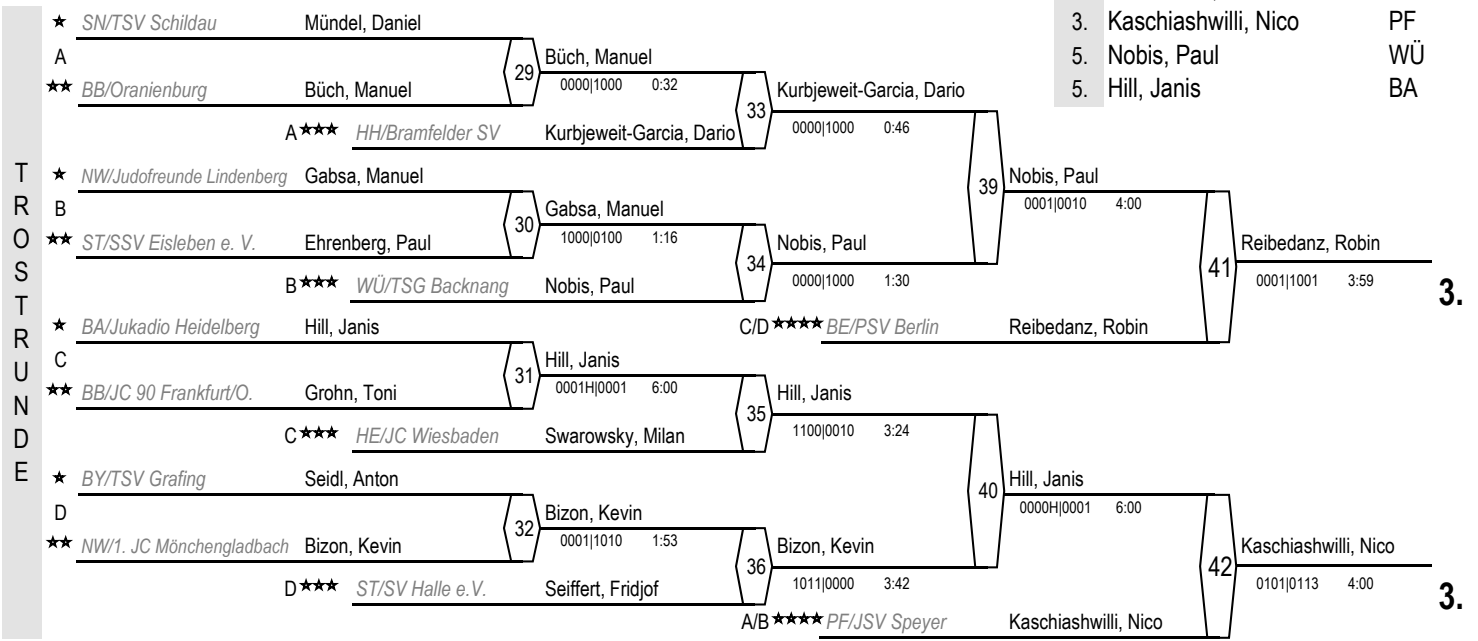 3. Kaschiashwilli, Nico PF
5. Nobis, Paul WÜ
5. Hill, Janis BA
TROSTRUNDE
★ SN/TSV Schildau Mündel, Daniel
A
29
Büch, Manuel
0000|1000 0:32
★★ BB/Oranienburg Büch, Manuel
33
Kurbjeweit-Garcia, Dario
0000|1000 0:46
A★★★ HH/Bramfelder SV Kurbjeweit-Garcia, Dario
★ NW/Judofreunde Lindenberg Gabsa, Manuel
39
Nobis, Paul
0001|0010 4:00
B
30
Gabsa, Manuel
1000|0100 1:16
★★ ST/SSV Eisleben e. V. Ehrenberg, Paul
34
Nobis, Paul
0000|1000 1:30
B★★★ WÜ/TSG Backnang Nobis, Paul
41
Reibedanz, Robin
0001|1001 3:59
3.
C/D★★★★ BE/PSV Berlin Reibedanz, Robin
★ BA/Jukadio Heidelberg Hill, Janis
C
31
Hill, Janis
0001H|0001 6:00
★★ BB/JC 90 Frankfurt/O. Grohn, Toni
35
Hill, Janis
1100|0010 3:24
C★★★ HE/JC Wiesbaden Swarowsky, Milan
★ BY/TSV Grafing Seidl, Anton
40
Hill, Janis
0000H|0001 6:00
D
32
Bizon, Kevin
0001|1010 1:53
★★ NW/1. JC Mönchengladbach Bizon, Kevin
36
Bizon, Kevin
1011|0000 3:42
D★★★ ST/SV Halle e.V. Seiffert, Fridjof
42
Kaschiashwilli, Nico
0101|0113 4:00
3.
A/B★★★★ PF/JSV Speyer Kaschiashwilli, Nico